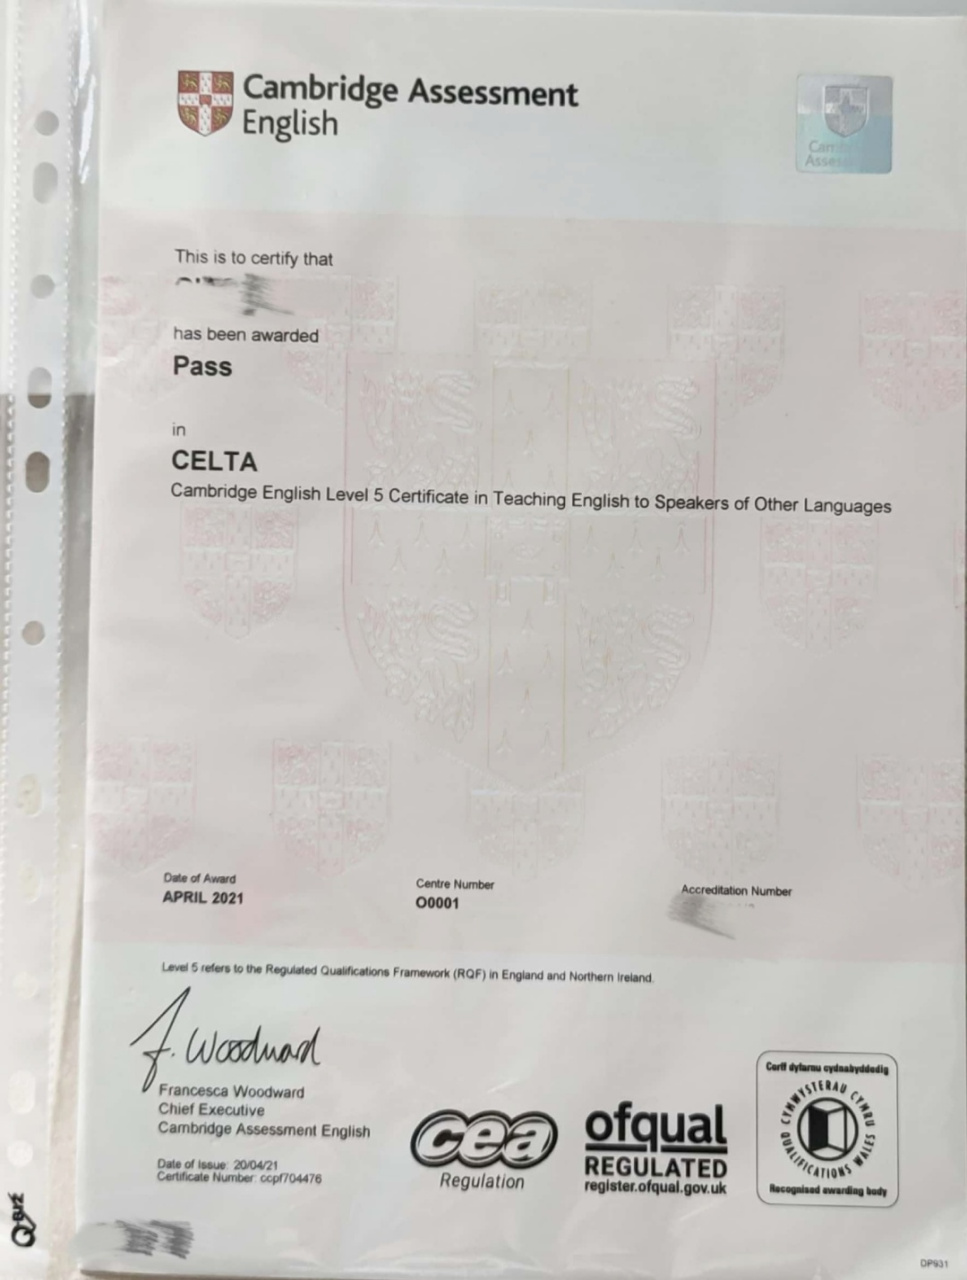 Cambridge Assessment
English
Cam
Asses
This is to certify that
has been awarded
Pass
in
CELTA
Cambridge English Level 5 Certificate in Teaching English to Speakers of Other Languages
Date of Award
APRIL 2021
Centre Number
O0001
Accreditation Number
Level 5 refers to the Regulated Qualifications Framework (RQF) in England and Northern Ireland.
F. Woodward
Francesca Woodward
Chief Executive
Cambridge Assessment English
Date of Issue: 20/04/21
Certificate Number: ccpf704476
cea
Regulation
ofqual
REGULATED
register.ofqual.gov.uk
Corff dyfarnu cydnabyddedig
CYMWYSTERAU CYMRU
QUALIFICATIONS WALES
Recognised awarding body
DP931